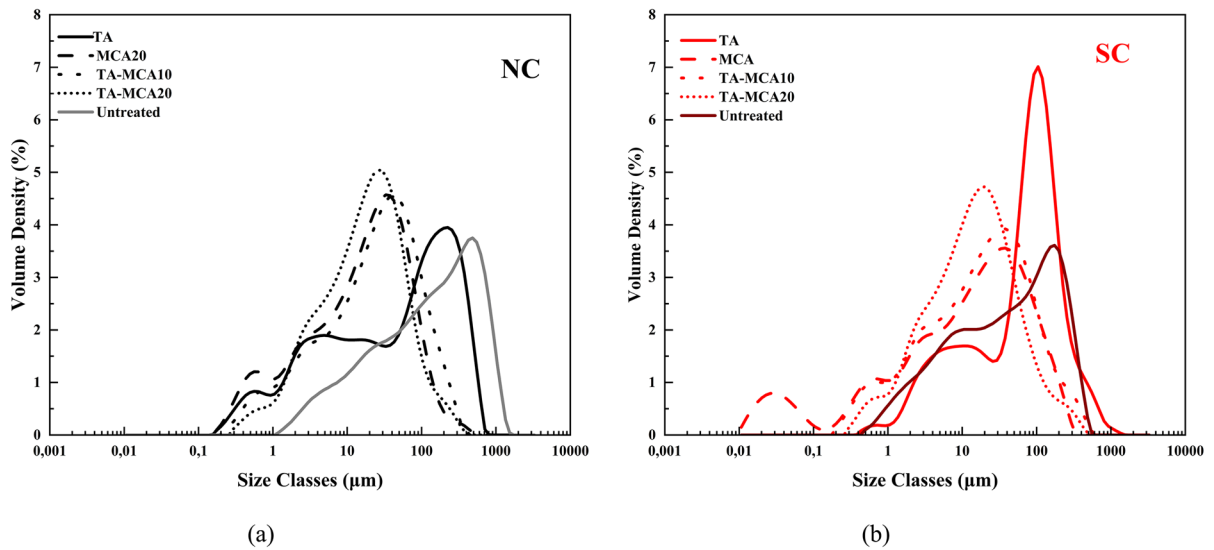 8
7
6
5
4
3
2
1
0
Volume Density (%)
TA
MCA20
TA-MCA10
TA-MCA20
Untreated
NC
0,001 0,01 0,1 1 10 100 1000 10000
Size Classes (µm)
(a)
8
7
6
5
4
3
2
1
0
Volume Density (%)
TA
MCA
TA-MCA10
TA-MCA20
Untreated
SC
0,001 0,01 0,1 1 10 100 1000 10000
Size Classes (µm)
(b)